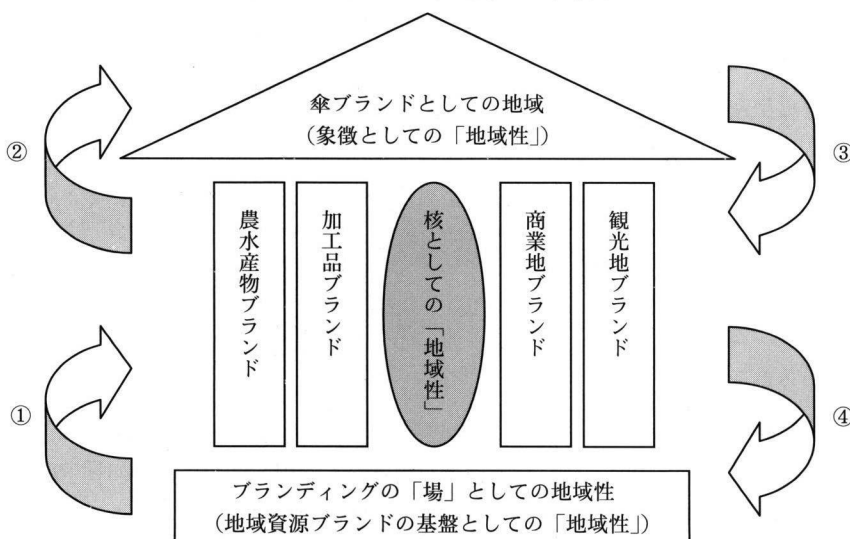 傘ブランドとしての地域
（象徴としての「地域性」）
②
③
農水産物ブランド
加工品ブランド
核としての「地域性」
商業地ブランド
観光地ブランド
①
④
ブランディングの「場」としての地域性
（地域資源ブランドの基盤としての「地域性」）